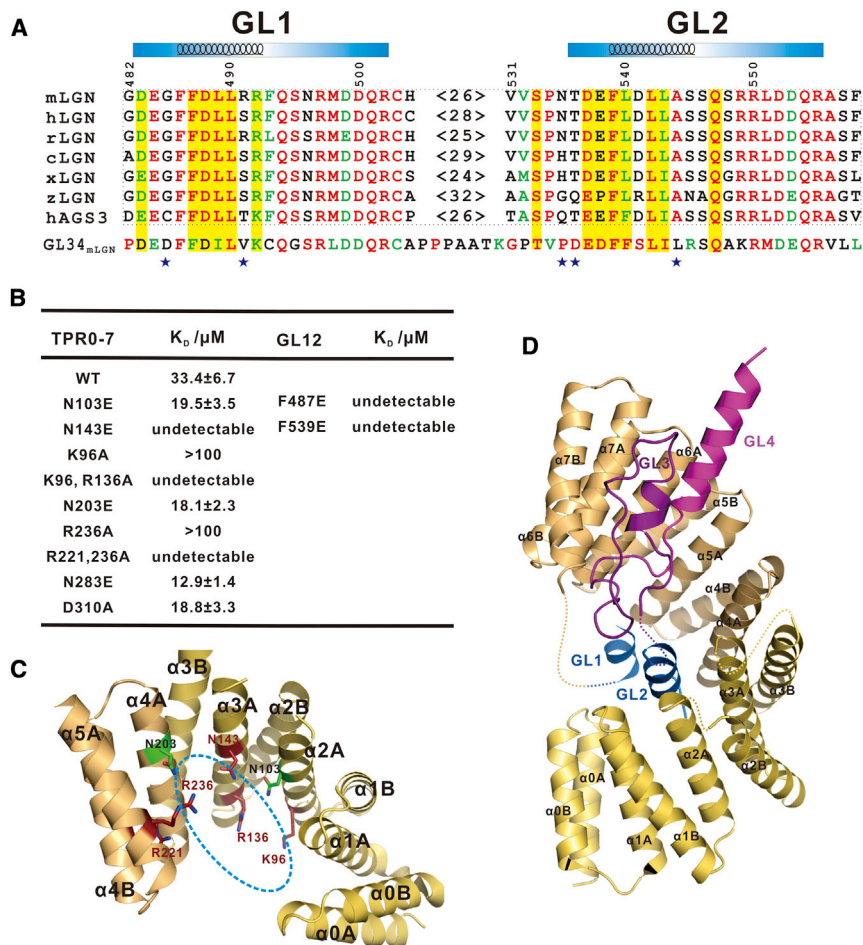 A
GL1 GL2
482 490 500 531 540 550
mLGN GDEGFFDLLRRFQSNRMDDQRCH <26> VVSPNTDEFLDLLASSQSRRLDDQRASF
hLGN GDEGFFDLLSRFQSNRMDDQRCC <28> VVSPNTDEFLDLLASSQSRRLDDQRASF
rLGN GDEGFFDLLRRLQSNRMEDQRCH <25> VVSPNTDEFLDLLASSQSRRLDDQRASF
cLGN ADEGFFDLLSRFQSNRMDDQRCH <29> VVSPHTDEFLDLLASSQSRRLDDQRASF
xLGN GEEGFFDLLSRFQSNRMDDQRCS <24> AMSPHTDEFLDLLASSQGRRLDDQRASL
zLGN GDEGFFDLLSRFQSNRMDDQRCA <32> ASSPGQEPFLRLLANAQGRRLDEQRASF
hAGS3 DEECFFDLLTKFQSSRMDDQRCP <26> TASPQTEEFFDLIASSQSRRLDDQRASV
GL34mLGN PDEDFFDILVKCQGSRLDDQRCAPPPAATKGPTVPDEDFFSLILRSQAKRMDEQRVLL
B
TPR0-7 KD /μM GL12 KD /μM
WT 33.4±6.7
N103E 19.5±3.5 F487E undetectable
N143E undetectable F539E undetectable
K96A >100
K96, R136A undetectable
N203E 18.1±2.3
R236A >100
R221,236A undetectable
N283E 12.9±1.4
D310A 18.8±3.3
C
α3B
α4A
α3A
α2B
α5A
α2A
N203
N143
N103
α1B
R236
R136
α1A
R221
K96
α4B
α0B
α0A
D
GL4
α7A
α6A
α7B
GL3
α5B
α6B
α5A
α4B
α4A
GL1
α3A
α3B
GL2
α2A
α2B
α0A
α0B
α1B
α1A